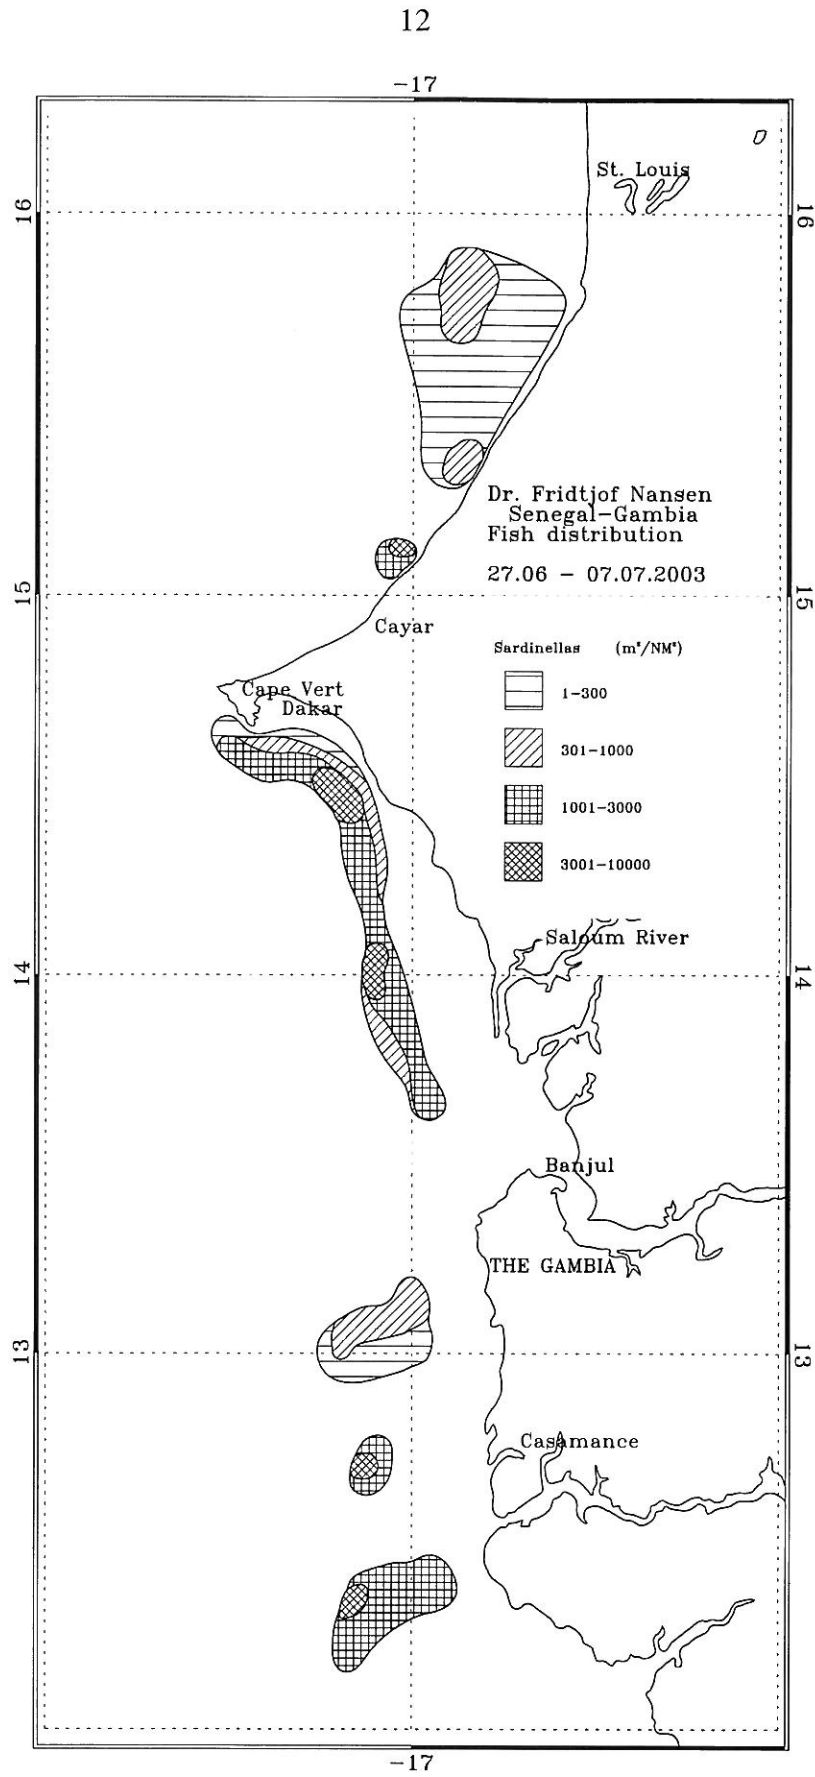 12
-17
St. Louis
16
16
Dr. Fridtjof Nansen
Senegal-Gambia
Fish distribution
27.06 - 07.07.2003
15
15
Cayar
Sardinellas (m²/NM²)
Cape Vert
Dakar
1-300
301-1000
1001-3000
3001-10000
Saloum River
14
14
Banjul
THE GAMBIA
13
13
Casamance
-17